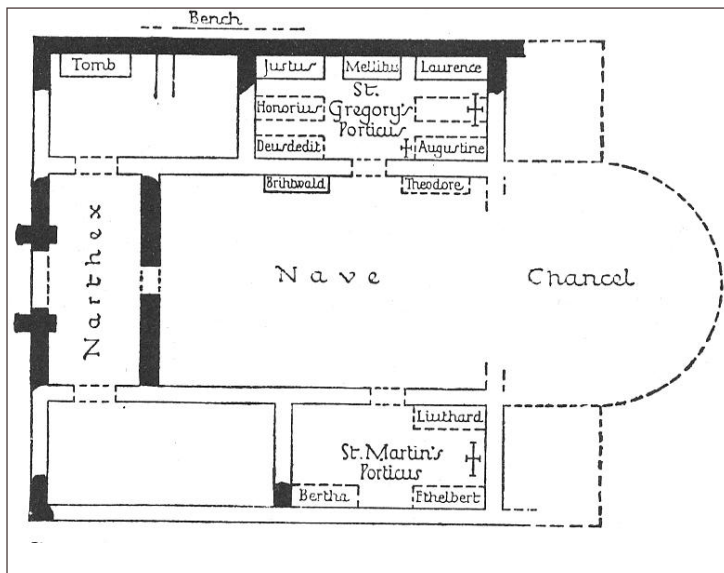 Bench
Tomb
Justus
Mellitus
Laurence
Honorius
St.
Gregory's
Porticus
Deusdedit
Augustine
Brihtwald
Theodore
Narthex
Nave
Chancel
Liuthard
St. Martin's
Porticus
Bertha
Ethelbert